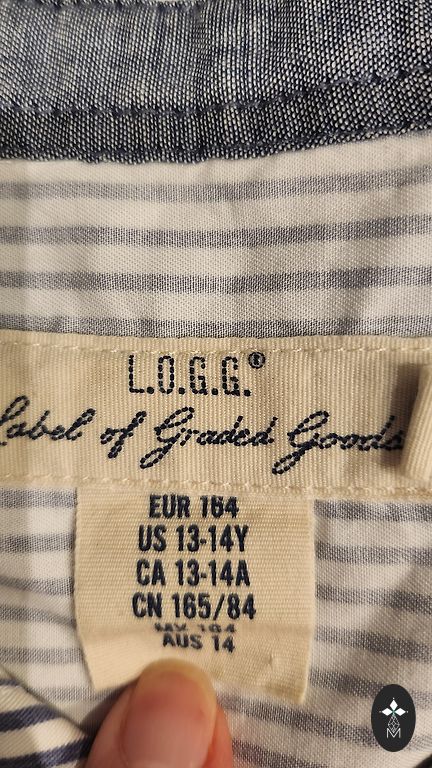 L.O.G.G.®
Label of Graded Goods
EUR 164
US 13-14Y
CA 13-14A
CN 165/84
AUS 14